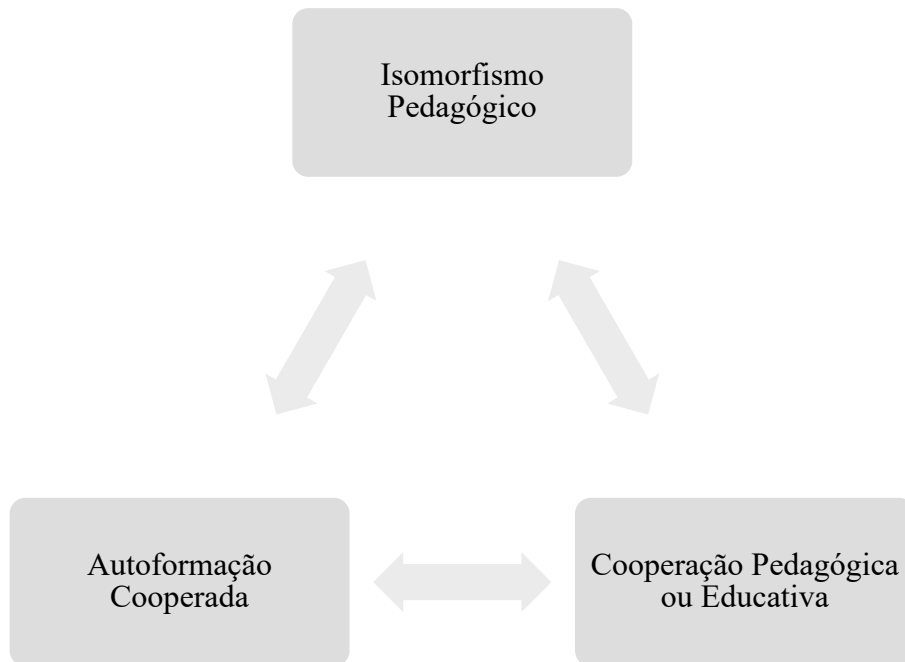 Isomorfismo
Pedagógico
Autoformação
Cooperada
Cooperação Pedagógica
ou Educativa